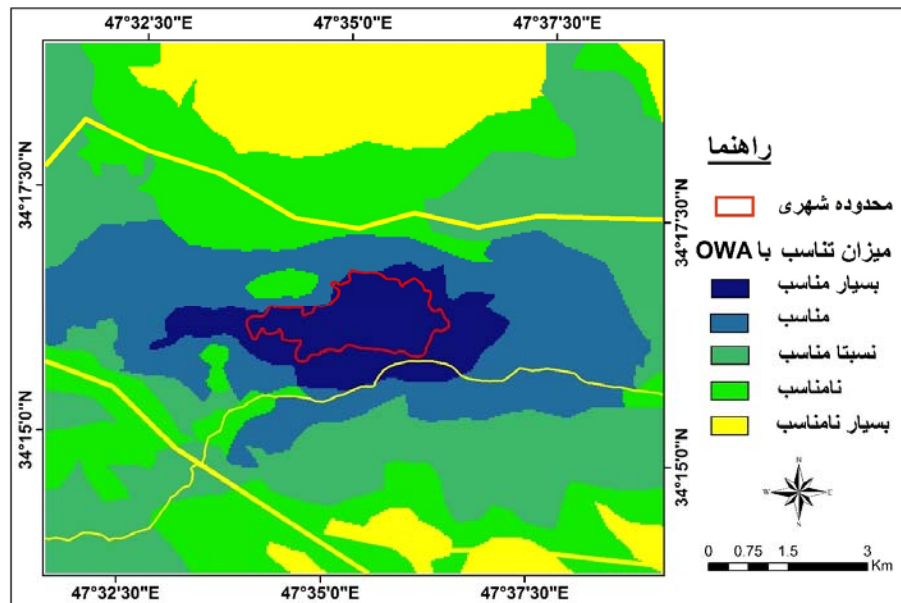 47°32'30"E 47°35'0"E 47°37'30"E
34°17'30"N
34°15'0"N
34°17'30"N
34°15'0"N
47°32'30"E 47°35'0"E 47°37'30"E
راهنما
محدوده شهری
میزان تناسب با OWA
بسیار مناسب
مناسب
نسبتا مناسب
نامناسب
بسیار نامناسب
N
W E
S
0 0.75 1.5 3
Km